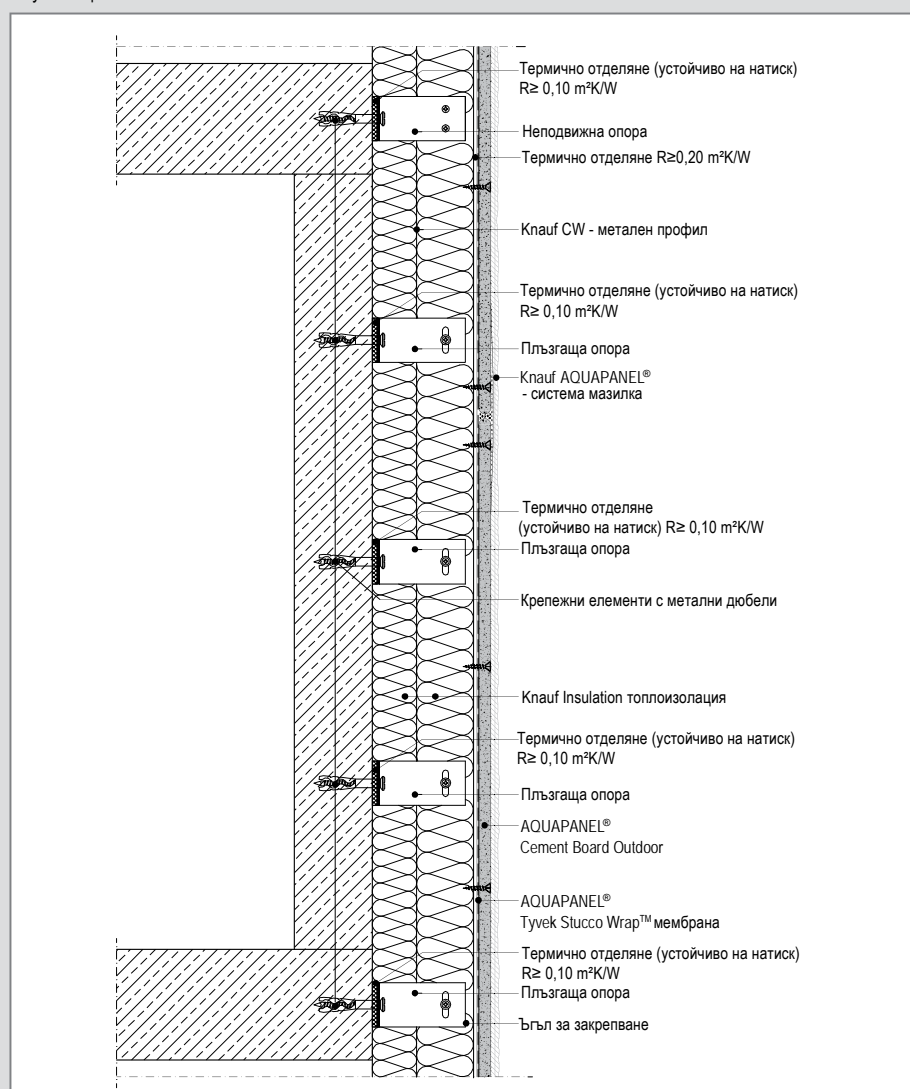 Термично отделяне (устойчиво на натиск)
R≥ 0,10 m²K/W
Неподвижна опора
Термично отделяне R≥0,20 m²K/W
Knauf CW - метален профил
Термично отделяне (устойчиво на натиск)
R≥ 0,10 m²K/W
Плъзгаща опора
Knauf AQUAPANEL®
- система мазилка
Термично отделяне
(устойчиво на натиск) R≥ 0,10 m²K/W
Плъзгаща опора
Крепежни елементи с метални дюбели
Knauf Insulation топлоизолация
Термично отделяне (устойчиво на натиск)
R≥ 0,10 m²K/W
Плъзгаща опора
AQUAPANEL®
Cement Board Outdoor
AQUAPANEL®
Tyvek Stucco Wrap™ мембрана
Термично отделяне (устойчиво на натиск)
R≥ 0,10 m²K/W
Плъзгаща опора
Ъгъл за закрепване